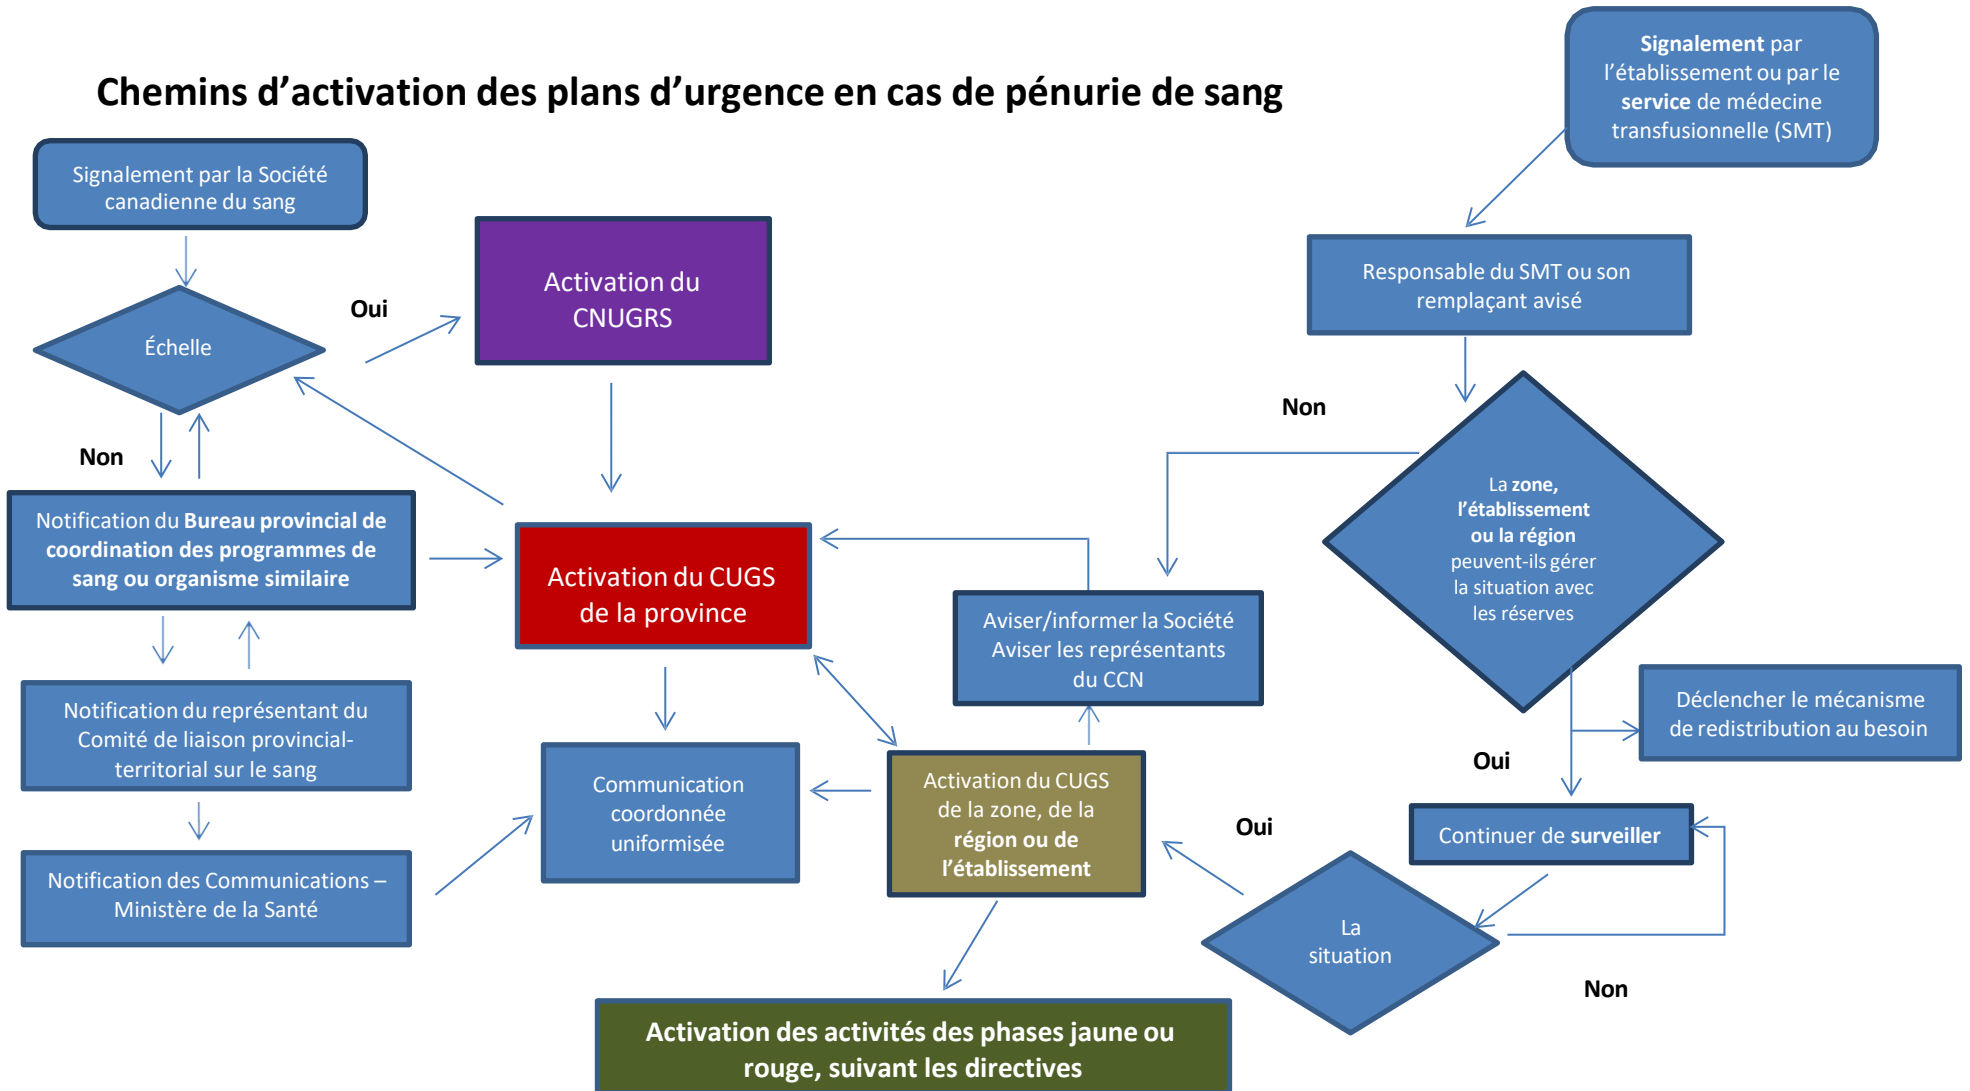 Chemins d'activation des plans d'urgence en cas de pénurie de sang
Signalement par
l'établissement ou par le
service de médecine
transfusionnelle (SMT)
Signalement par la Société
canadienne du sang
Activation du
CNUGRS
Responsable du SMT ou son
remplaçant avisé
Oui
Échelle
Non
Non
La zone,
l'établissement
ou la région
peuvent-ils gérer
la situation avec
les réserves
Notification du Bureau provincial de
coordination des programmes de
sang ou organisme similaire
Activation du CUGS
de la province
Aviser/informer la Société
Aviser les représentants
du CCN
Notification du représentant du
Comité de liaison provincial-
territorial sur le sang
Déclencher le mécanisme
de redistribution au besoin
Oui
Communication
coordonnée
uniformisée
Activation du CUGS
de la zone, de la
région ou de
l'établissement
Oui
Continuer de surveiller
Notification des Communications –
Ministère de la Santé
La
situation
Non
Activation des activités des phases jaune ou
rouge, suivant les directives